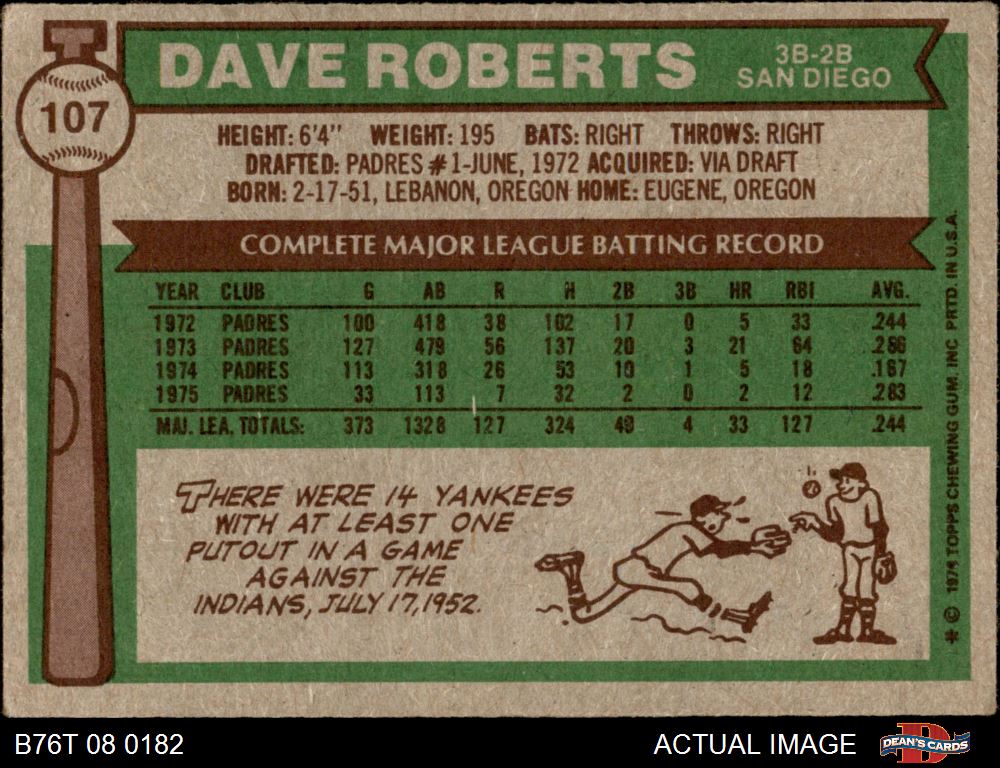 107
DAVE ROBERTS
3B-2B
SAN DIEGO
HEIGHT: 6'4" WEIGHT: 195 BATS: RIGHT THROWS: RIGHT
DRAFTED: PADRES #1-JUNE, 1972 ACQUIRED: VIA DRAFT
BORN: 2-17-51, LEBANON, OREGON HOME: EUGENE, OREGON
COMPLETE MAJOR LEAGUE BATTING RECORD
YEAR CLUB G AB R H 2B 3B HR RBI AVG.
1972 PADRES 100 418 38 102 17 0 5 33 .244
1973 PADRES 127 479 56 137 20 3 21 64 .286
1974 PADRES 113 318 26 53 10 1 5 18 .167
1975 PADRES 33 113 7 32 2 0 2 12 .283
MAJ. LEA. TOTALS: 373 1328 127 324 49 4 33 127 .244
THERE WERE 14 YANKEES
WITH AT LEAST ONE
PUTOUT IN A GAME
AGAINST THE
INDIANS, JULY 17, 1952.
* © 1976 TOPPS CHEWING GUM, INC PRTD. IN U.S.A.
B76T 08 0182
ACTUAL IMAGE
DEAN'S CARDS